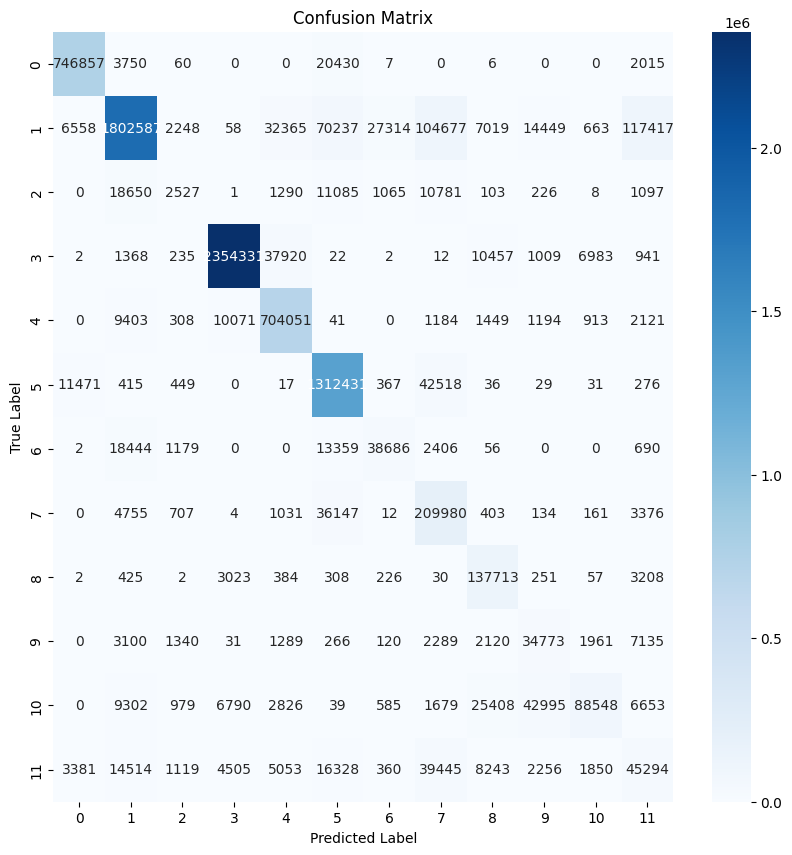 Confusion Matrix
1e6
0 746857 3750 60 0 0 20430 7 0 6 0 0 2015
1 6558 1802587 2248 58 32365 70237 27314 104677 7019 14449 663 117417
2 0 18650 2527 1 1290 11085 1065 10781 103 226 8 1097
3 2 1368 235 2354331 37920 22 2 12 10457 1009 6983 941
4 0 9403 308 10071 704051 41 0 1184 1449 1194 913 2121
5 11471 415 449 0 17 1312431 367 42518 36 29 31 276
6 2 18444 1179 0 0 13359 38686 2406 56 0 0 690
7 0 4755 707 4 1031 36147 12 209980 403 134 161 3376
8 2 425 2 3023 384 308 226 30 137713 251 57 3208
9 0 3100 1340 31 1289 266 120 2289 2120 34773 1961 7135
10 0 9302 979 6790 2826 39 585 1679 25408 42995 88548 6653
11 3381 14514 1119 4505 5053 16328 360 39445 8243 2256 1850 45294
0 1 2 3 4 5 6 7 8 9 10 11
Predicted Label
True Label
2.0
1.5
1.0
0.5
0.0